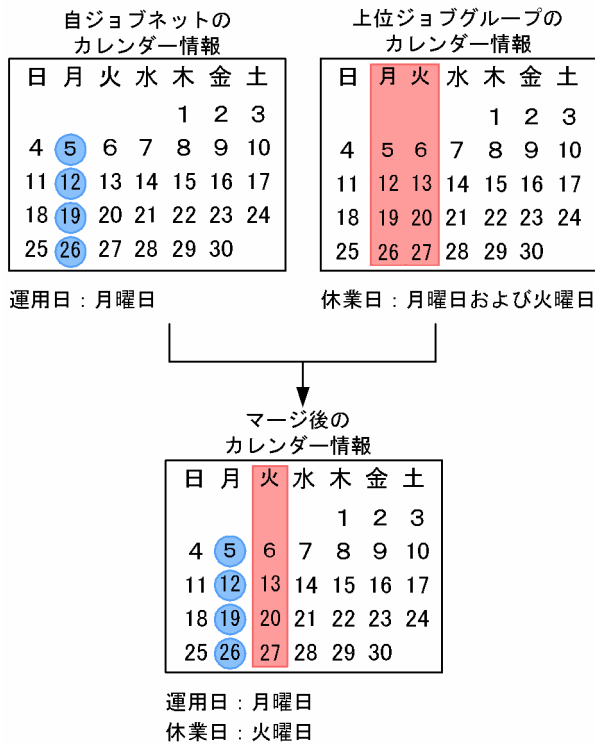 自ジョブネットの
カレンダー情報
日 月 火 水 木 金 土
1 2 3
4 5 6 7 8 9 10
11 12 13 14 15 16 17
18 19 20 21 22 23 24
25 26 27 28 29 30
運用日：月曜日
上位ジョブグループの
カレンダー情報
日 月 火 水 木 金 土
1 2 3
4 5 6 7 8 9 10
11 12 13 14 15 16 17
18 19 20 21 22 23 24
25 26 27 28 29 30
休業日：月曜日および火曜日
マージ後の
カレンダー情報
日 月 火 水 木 金 土
1 2 3
4 5 6 7 8 9 10
11 12 13 14 15 16 17
18 19 20 21 22 23 24
25 26 27 28 29 30
運用日：月曜日
休業日：火曜日